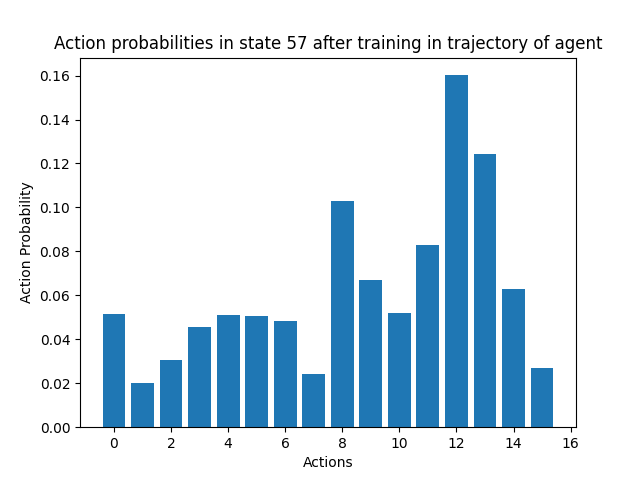 Action probabilities in state 57 after training in trajectory of agent
0.16
0.14
0.12
0.10
0.08
0.06
0.04
0.02
0.00
Action Probability
0 2 4 6 8 10 12 14 16
Actions